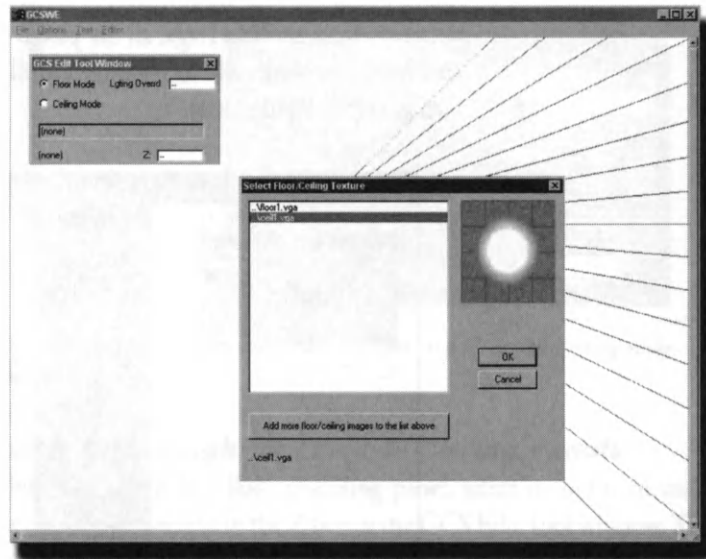 GCSWE
File Options Tool Editor
GCS Edit Tool Window
Floor Mode
Lgting Overrd
Ceiling Mode
(none)
(none)
Z:
Select Floor/Ceiling Texture
..\floor1.vga
..\ceil1.vga
OK
Cancel
Add more floor/ceiling images to the list above.
..\ceil1.vga